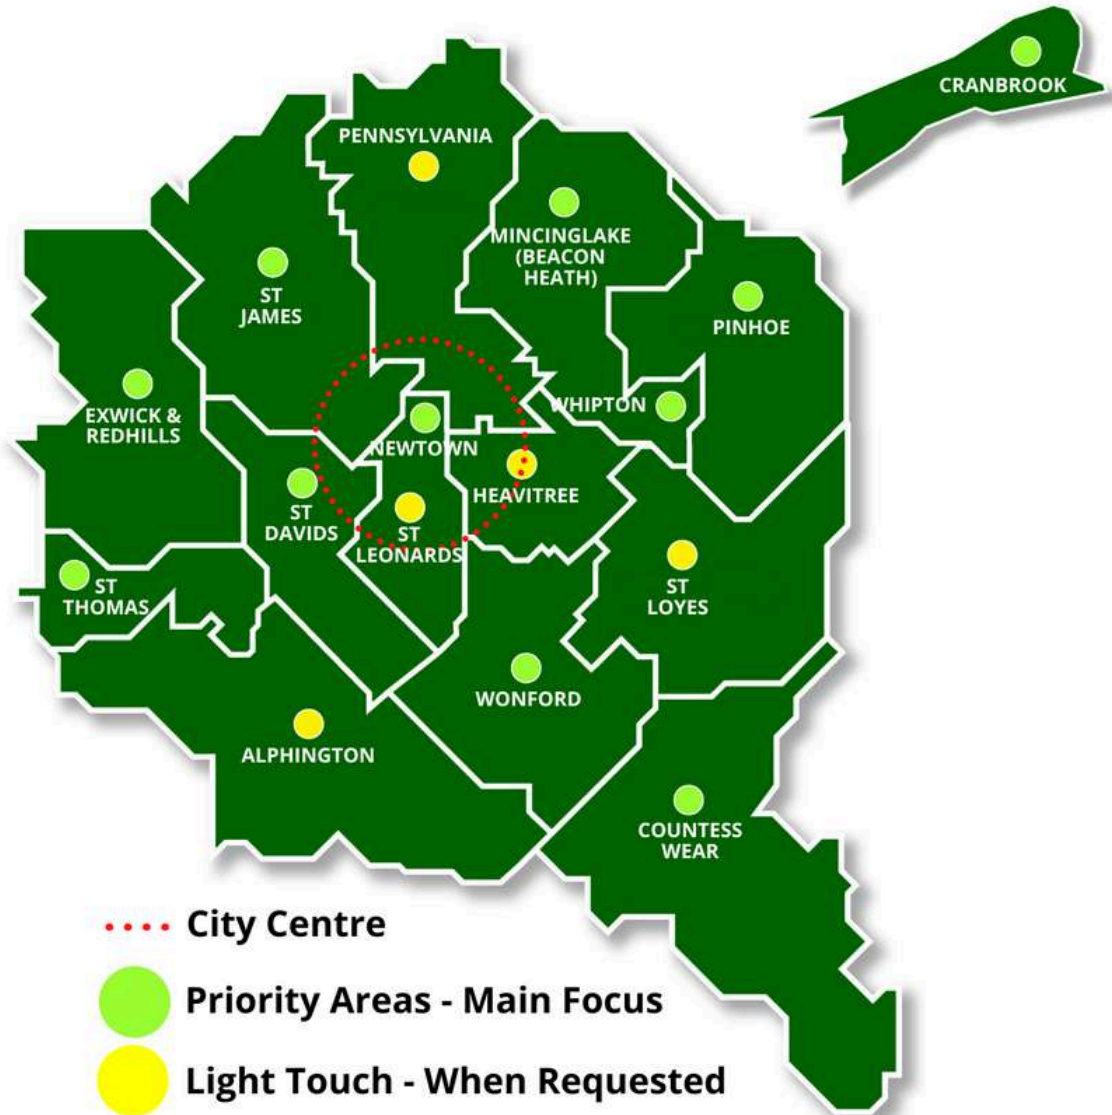 CRANBROOK
PENNSYLVANIA
MINCINGLAKE
(BEACON
HEATH)
ST
JAMES
PINHOE
EXWICK &
REDHILLS
WHIPTON
NEWTOWN
HEAVITREE
ST
DAVIDS
ST
LEONARDS
ST
LOYES
ST
THOMAS
WONFORD
ALPHINGTON
COUNTESS
WEAR
City Centre
Priority Areas - Main Focus
Light Touch - When Requested